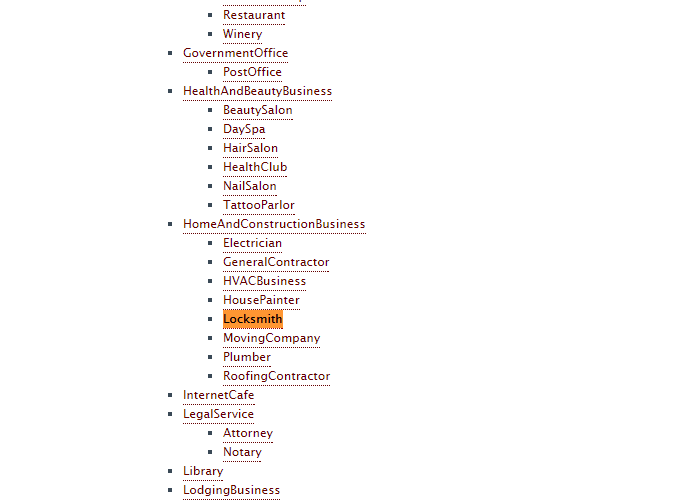 Restaurant
Winery
GovernmentOffice
PostOffice
HealthAndBeautyBusiness
BeautySalon
DaySpa
HairSalon
HealthClub
NailSalon
TattooParlor
HomeAndConstructionBusiness
Electrician
GeneralContractor
HVACBusiness
HousePainter
Locksmith
MovingCompany
Plumber
RoofingContractor
InternetCafe
LegalService
Attorney
Notary
Library
LodgingBusiness